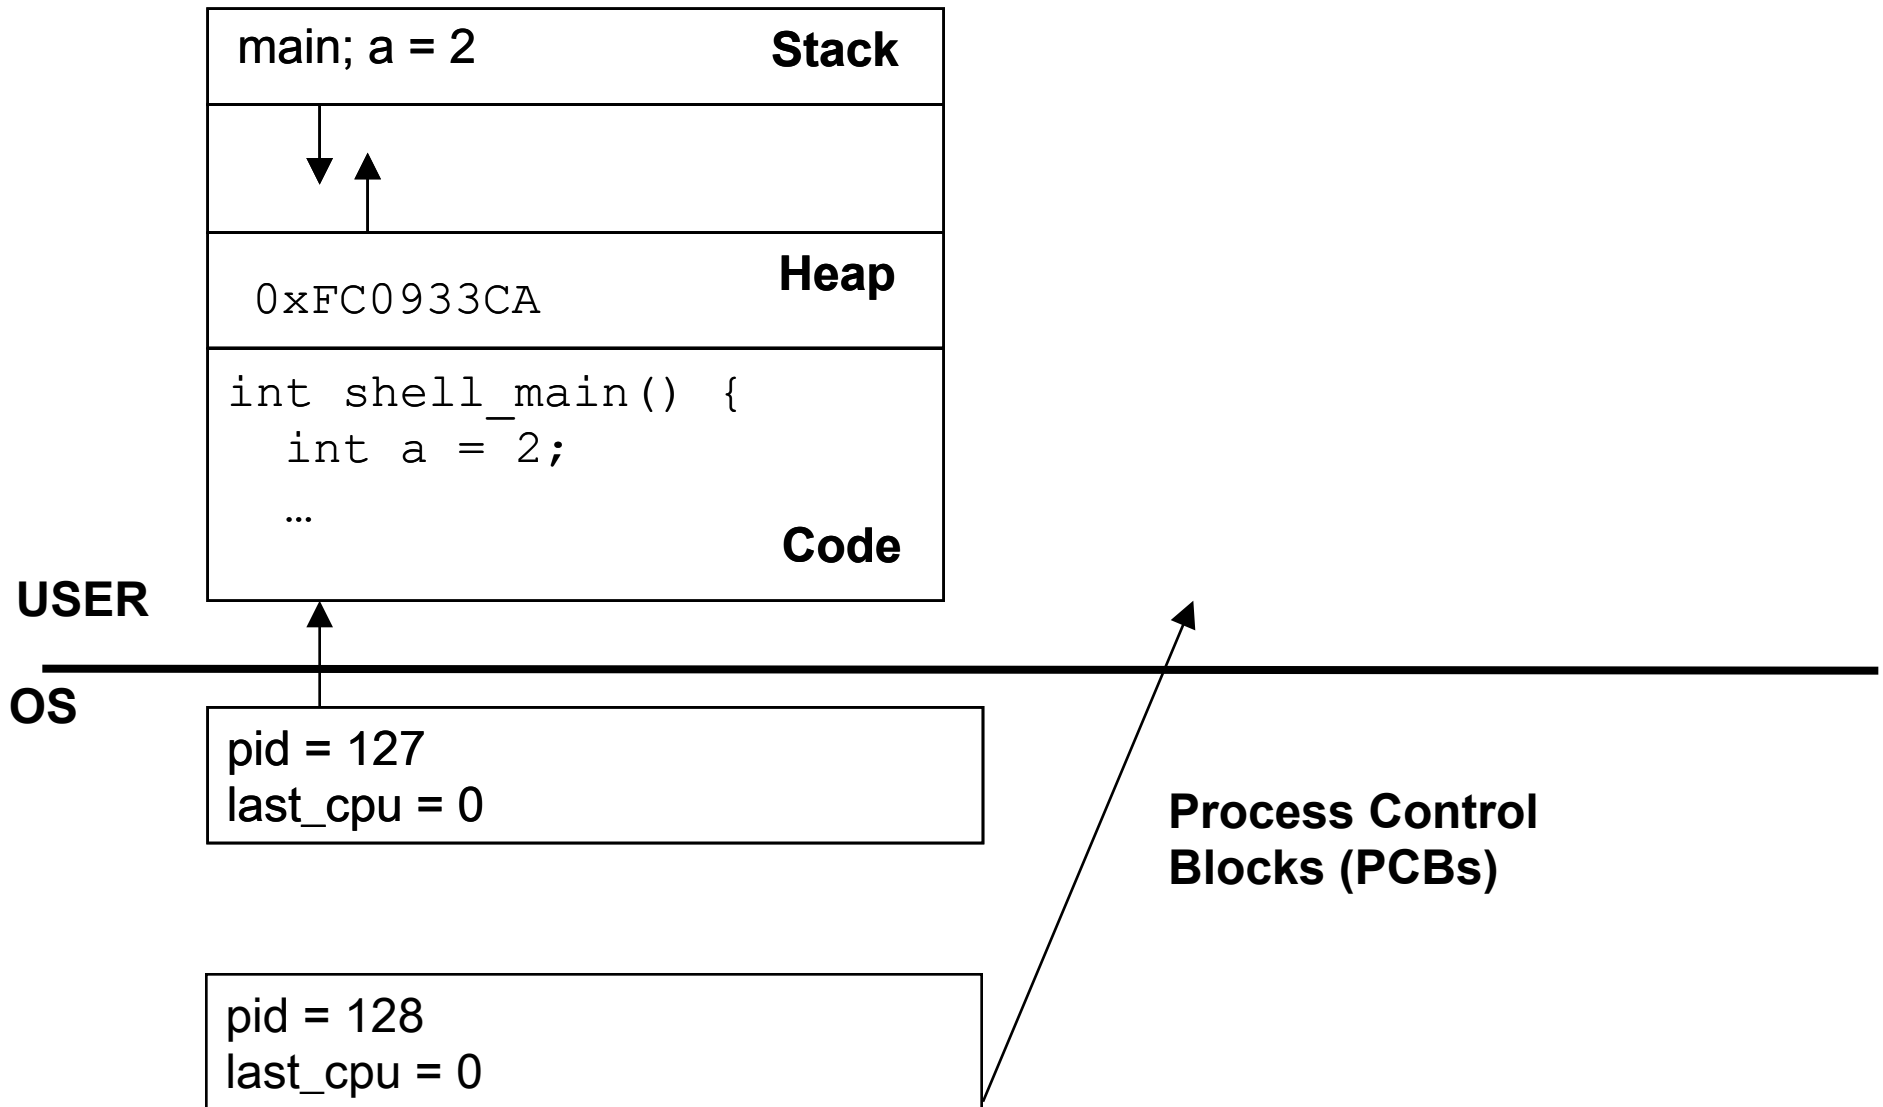 main; a = 2 Stack
Heap
0xFC0933CA
int shell_main() {
int a = 2;
…
Code
USER
OS
pid = 127
last_cpu = 0
Process Control
Blocks (PCBs)
pid = 128
last_cpu = 0